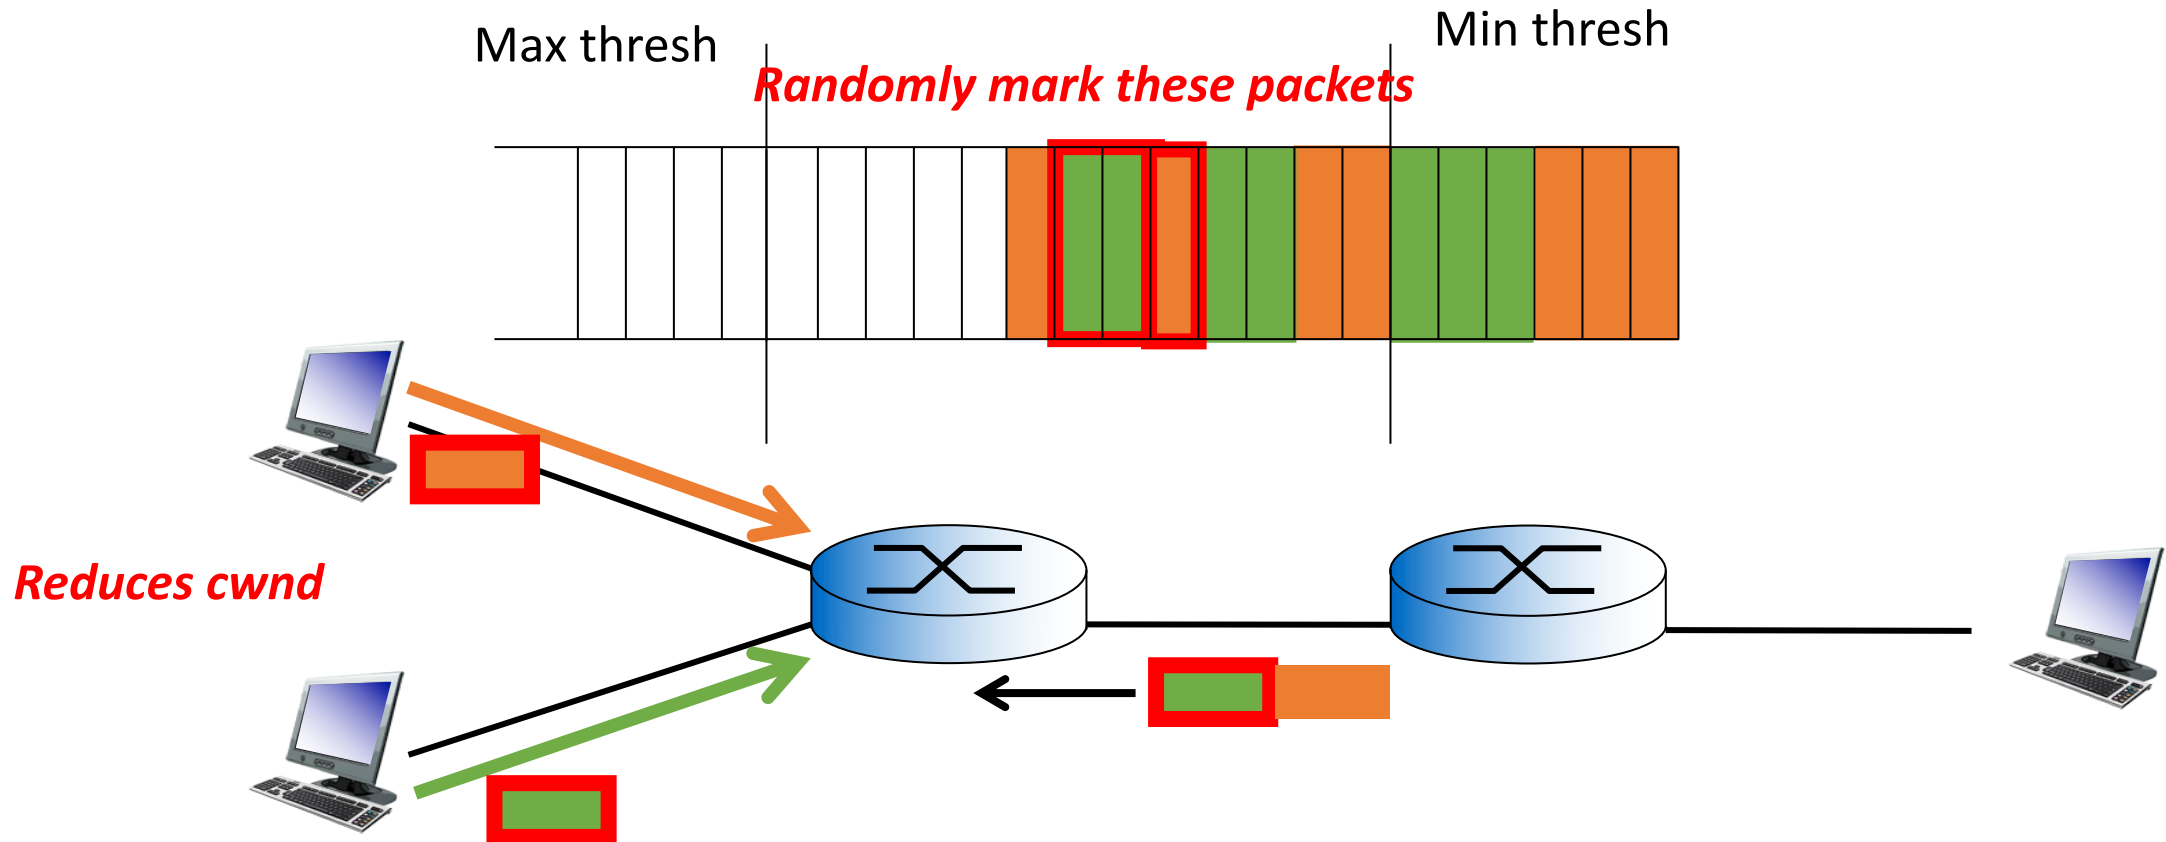 Max thresh
Min thresh
Randomly mark these packets
Reduces cwnd